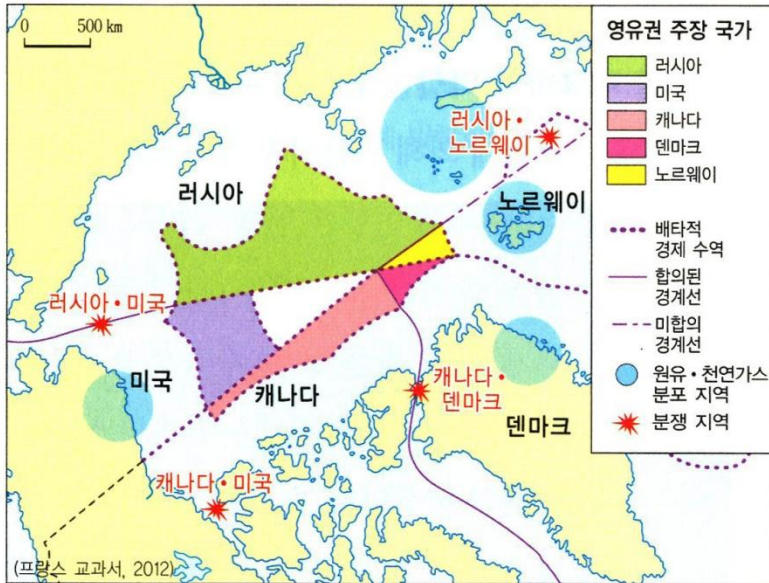 0 500 km
러시아•
노르웨이
러시아
노르웨이
러시아•미국
미국
캐나다
캐나다•
덴마크
덴마크
캐나다•미국
(프랑스 교과서, 2012)
영유권 주장 국가
러시아
미국
캐나다
덴마크
노르웨이
배타적
경제 수역
합의된
경계선
미합의
경계선
원유•천연가스
분포 지역
분쟁 지역